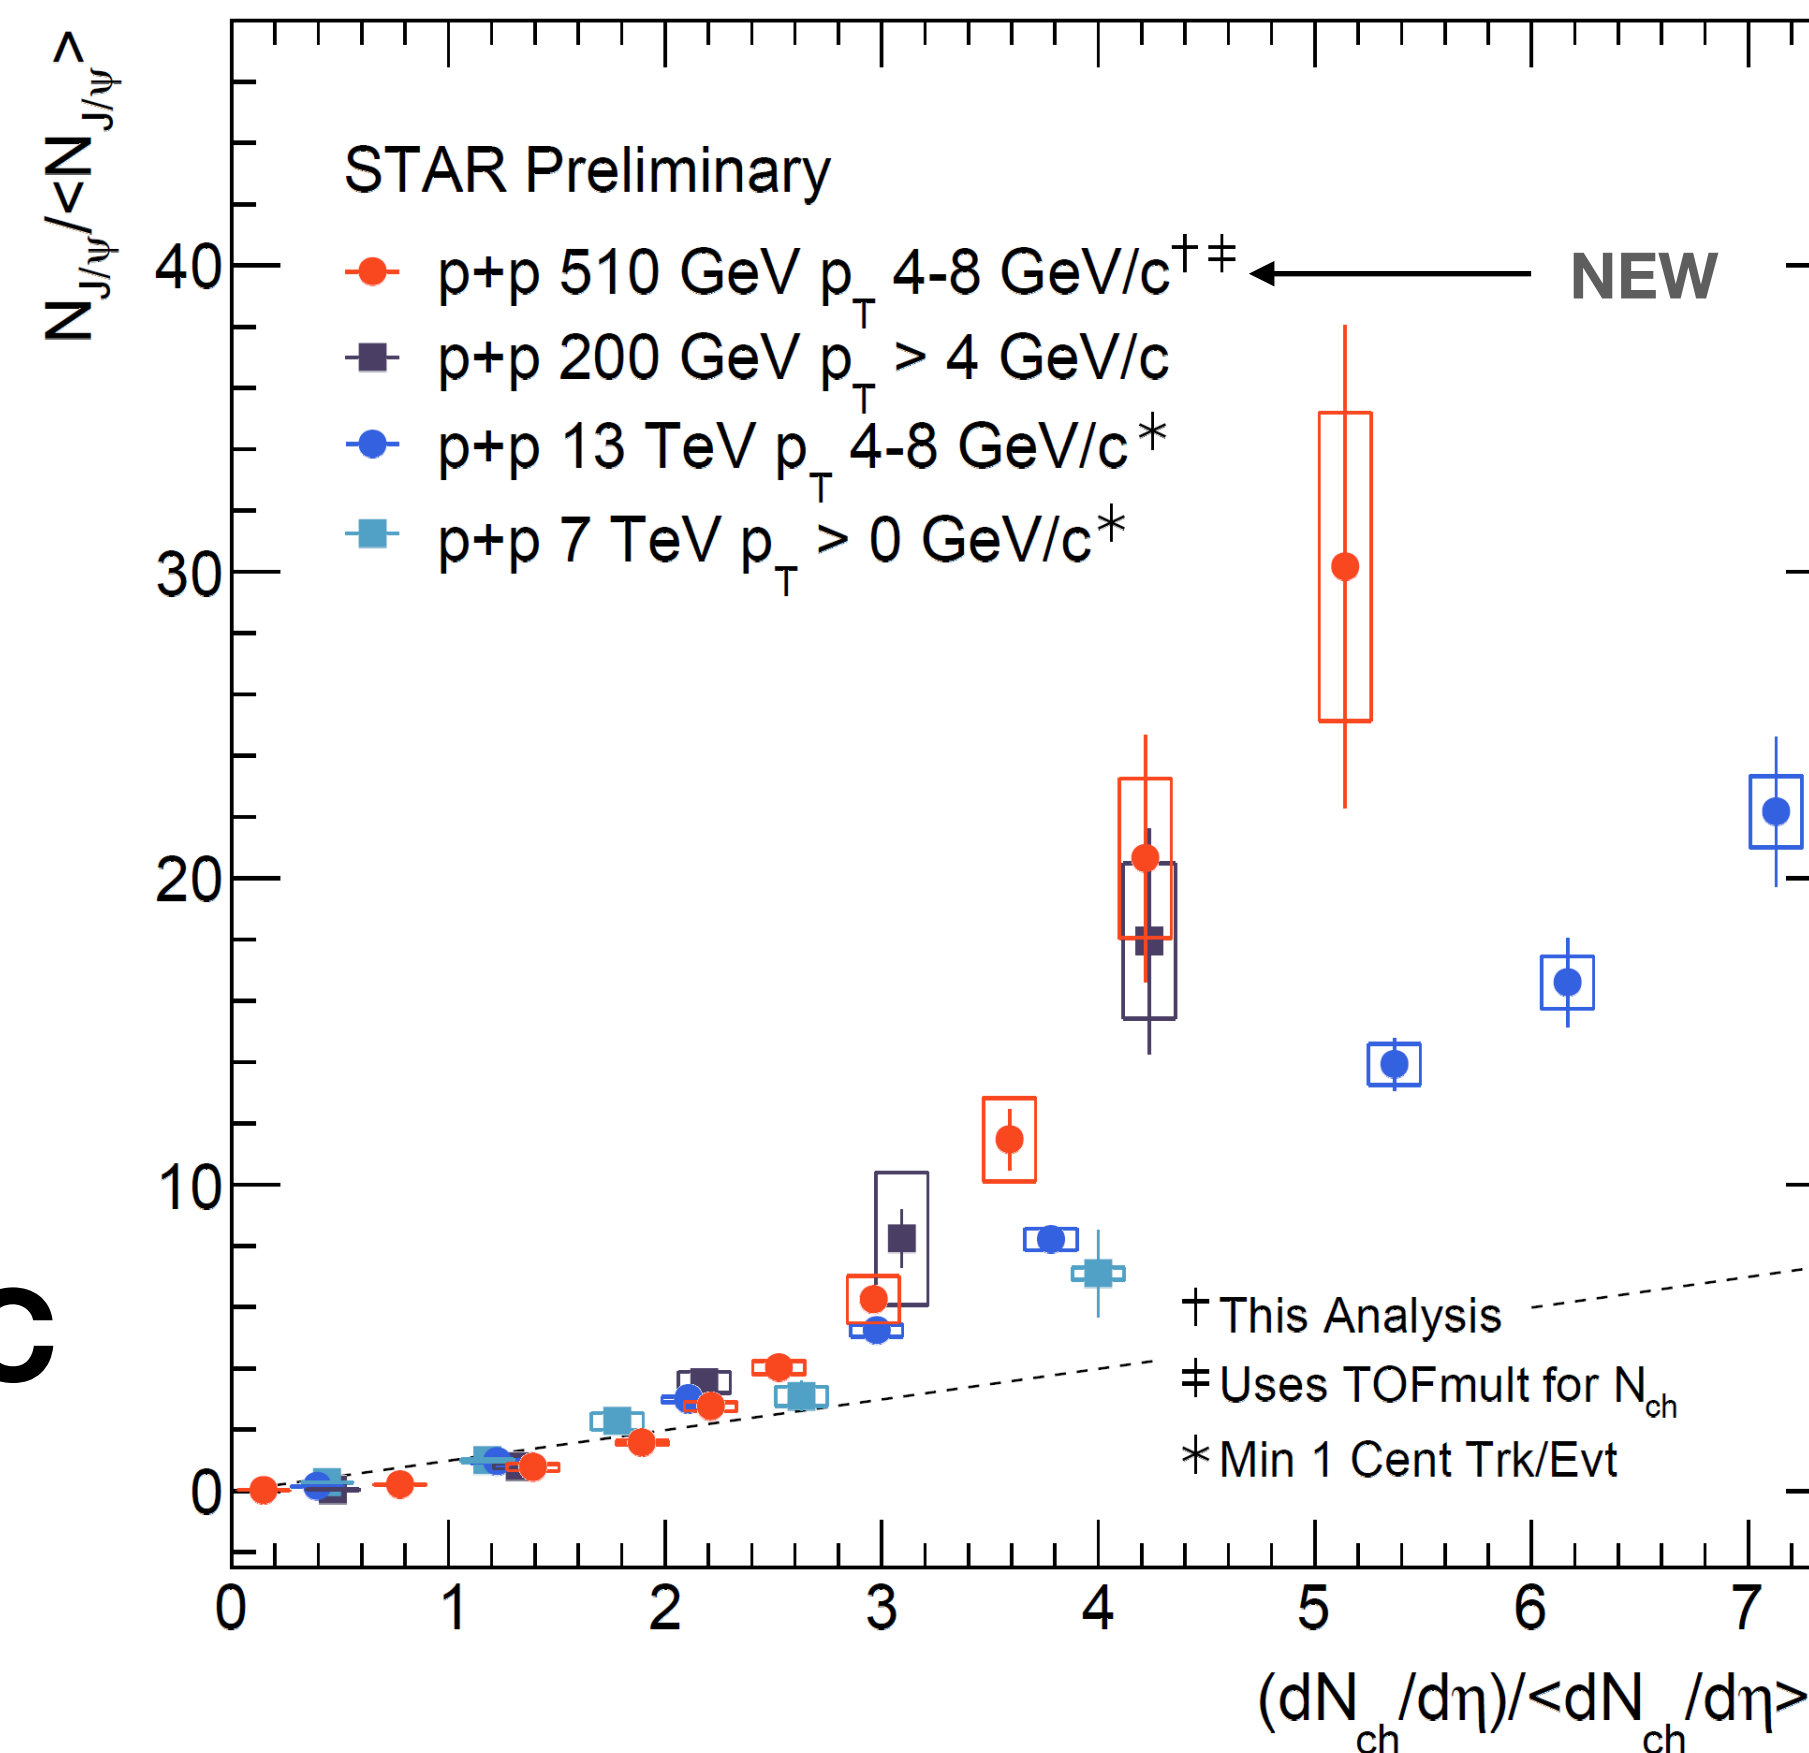 N_J/ψ/<N_J/ψ>
STAR Preliminary
p+p 510 GeV p_T 4-8 GeV/c†‡
NEW
p+p 200 GeV p_T > 4 GeV/c
p+p 13 TeV p_T 4-8 GeV/c*
p+p 7 TeV p_T > 0 GeV/c*
40
30
20
10
0
C
† This Analysis
‡ Uses TOFmult for N_ch
* Min 1 Cent Trk/Evt
0 1 2 3 4 5 6 7
(dN_ch/dη)/<dN_ch/dη>